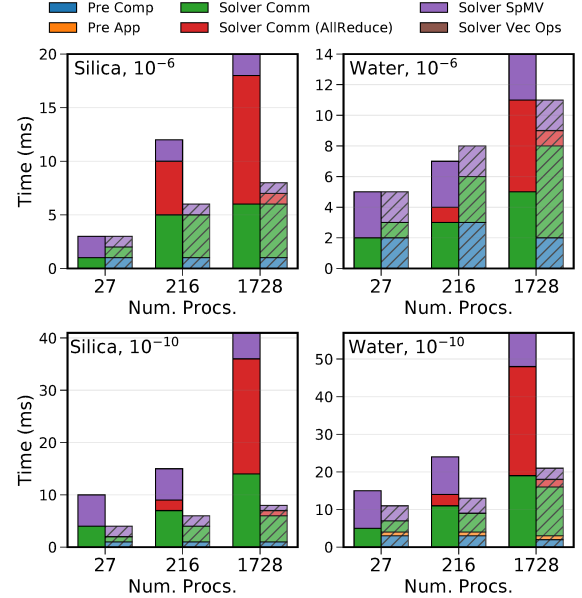 Pre Comp Solver Comm Solver SpMV
Pre App Solver Comm (AllReduce) Solver Vec Ops
Silica, 10⁻⁶
Time (ms)
20
15
10
5
0
27 216 1728
Num. Procs.
Water, 10⁻⁶
14
12
10
8
6
4
2
0
27 216 1728
Num. Procs.
Silica, 10⁻¹⁰
Time (ms)
40
30
20
10
0
27 216 1728
Num. Procs.
Water, 10⁻¹⁰
50
40
30
20
10
0
27 216 1728
Num. Procs.